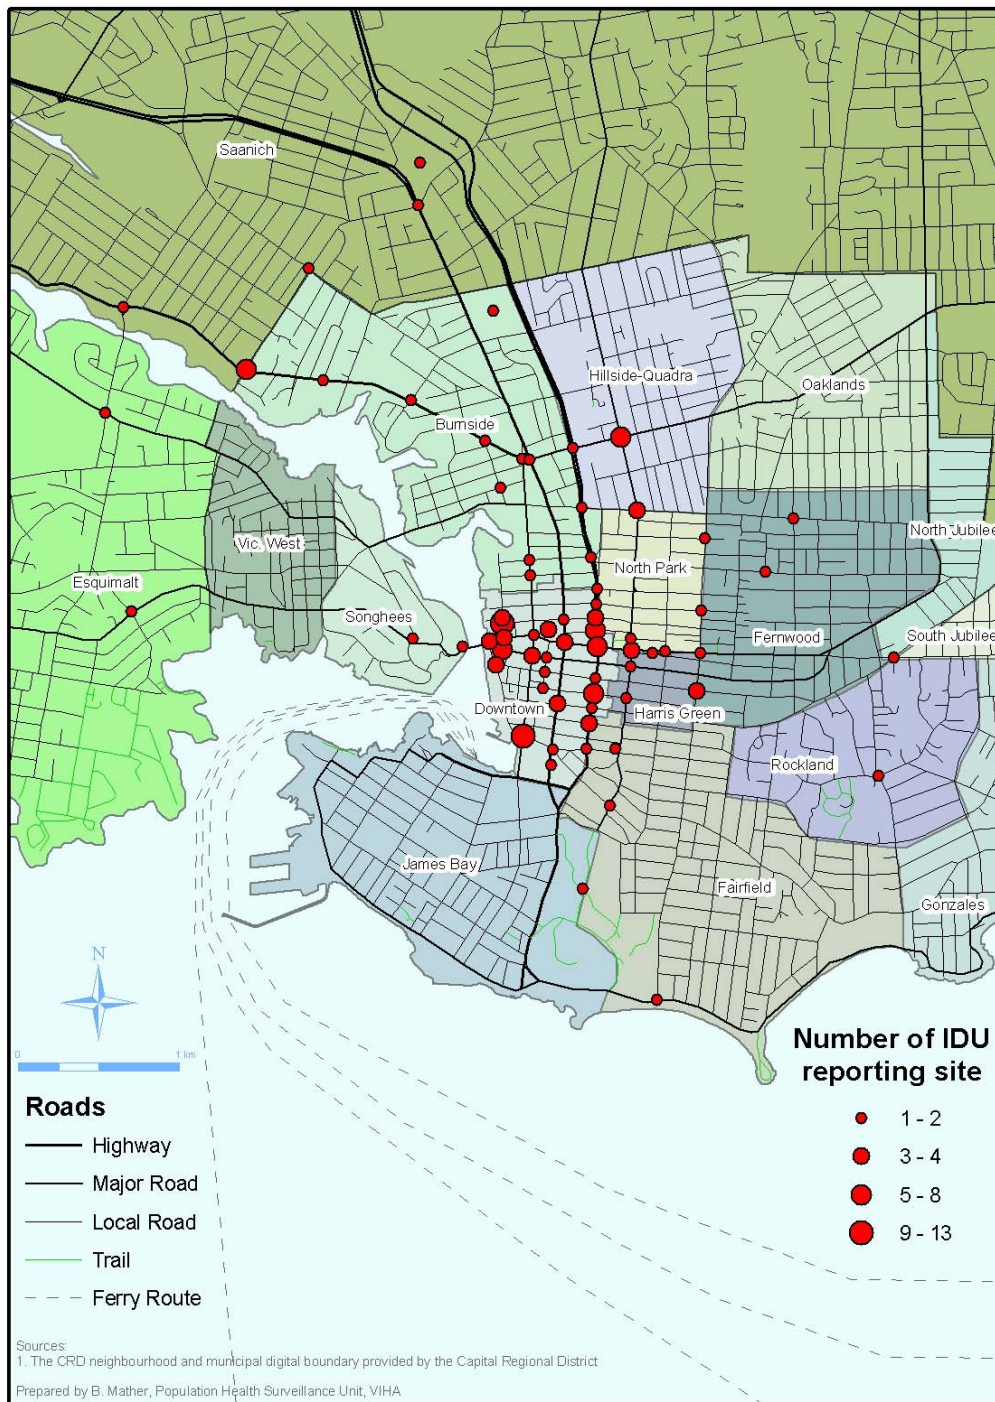 Saanich
Hillside-Quadra
Oaklands
Burnside
North Jubilee
Vic. West
North Park
Esquimalt
Songhees
Fernwood
South Jubilee
Downtown
Harris Green
Rockland
James Bay
Fairfield
Gonzales
N
0 1 km
Number of IDU
reporting site
1 - 2
3 - 4
5 - 8
9 - 13
Roads
Highway
Major Road
Local Road
Trail
Ferry Route
Sources:
1. The CRD neighbourhood and municipal digital boundary provided by the Capital Regional District
Prepared by B. Mather, Population Health Surveillance Unit, VIHA